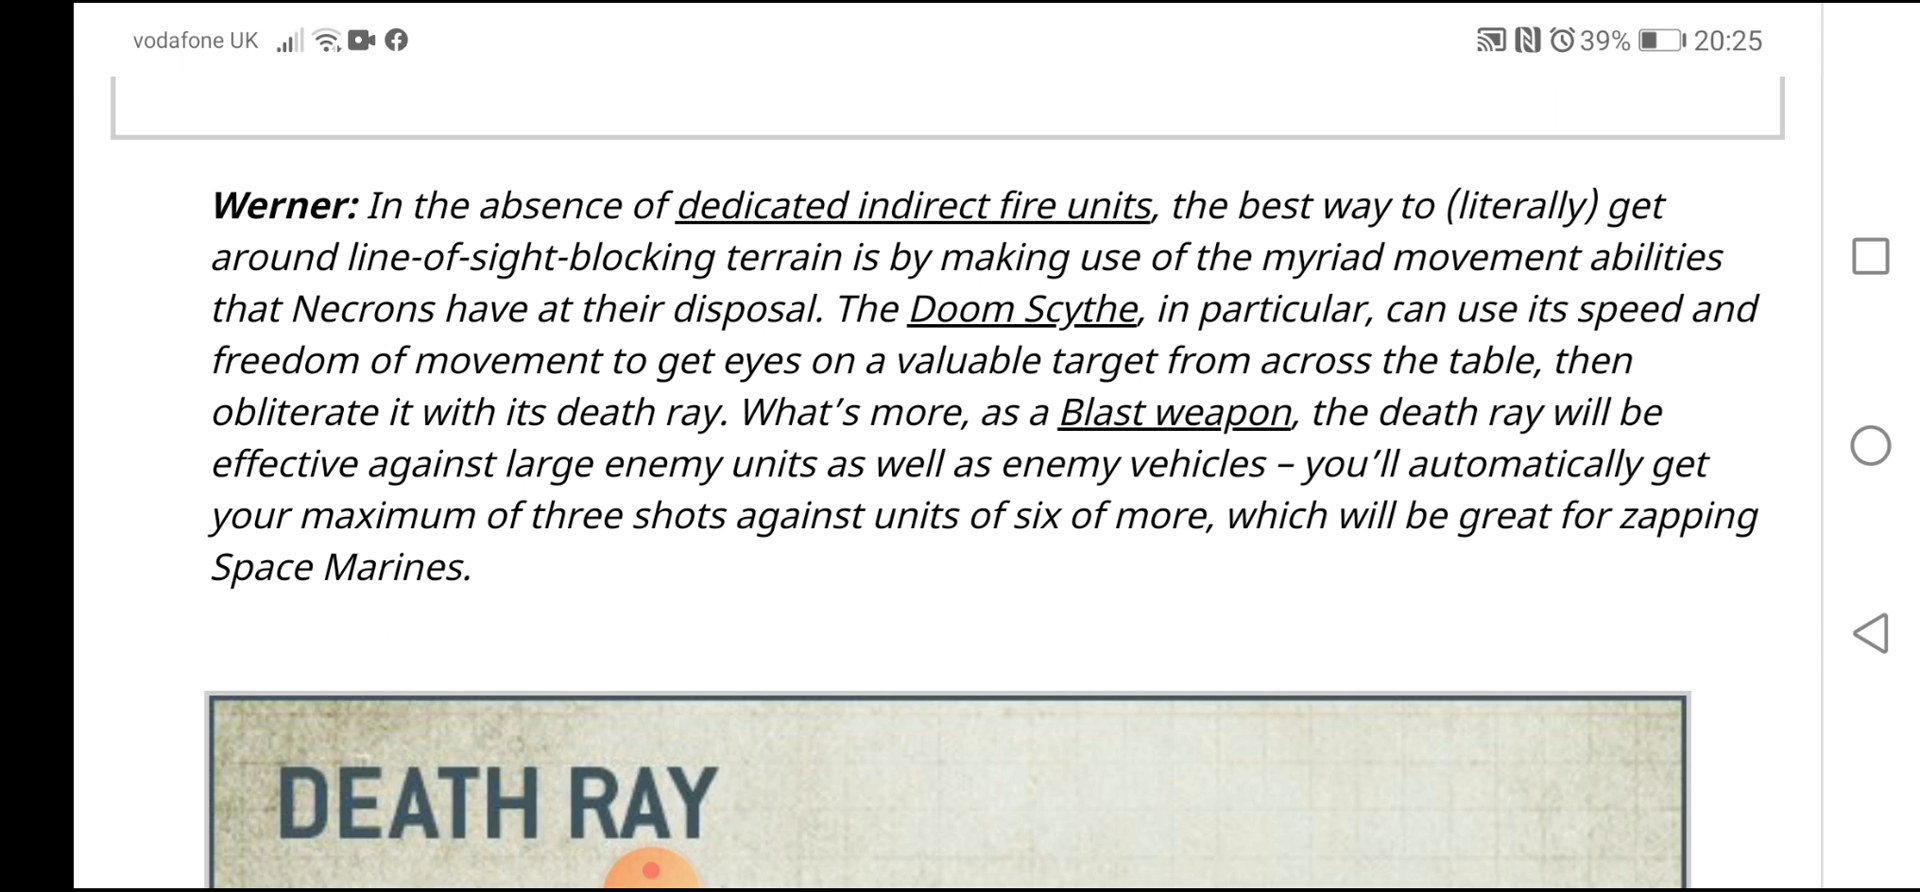 vodafone UK
39% 20:25
Werner: In the absence of dedicated indirect fire units, the best way to (literally) get
around line-of-sight-blocking terrain is by making use of the myriad movement abilities
that Necrons have at their disposal. The Doom Scythe, in particular, can use its speed and
freedom of movement to get eyes on a valuable target from across the table, then
obliterate it with its death ray. What’s more, as a Blast weapon, the death ray will be
effective against large enemy units as well as enemy vehicles – you’ll automatically get
your maximum of three shots against units of six of more, which will be great for zapping
Space Marines.
DEATH RAY